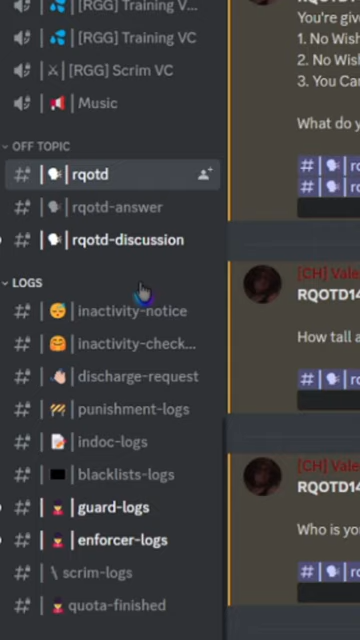 [RGG] Training V...
[RGG] Training VC
[RGG] Scrim VC
Music
OFF TOPIC
rqotd
rqotd-answer
rqotd-discussion
LOGS
inactivity-notice
inactivity-check...
discharge-request
punishment-logs
indoc-logs
blacklists-logs
guard-logs
enforcer-logs
\ scrim-logs
quota-finished
You're giv
1. No Wish
2. No Wis
3. You Car
What do y
[CH] Vale
RQOTD14
How tall a
[CH] Vale
RQOTD14
Who is yo